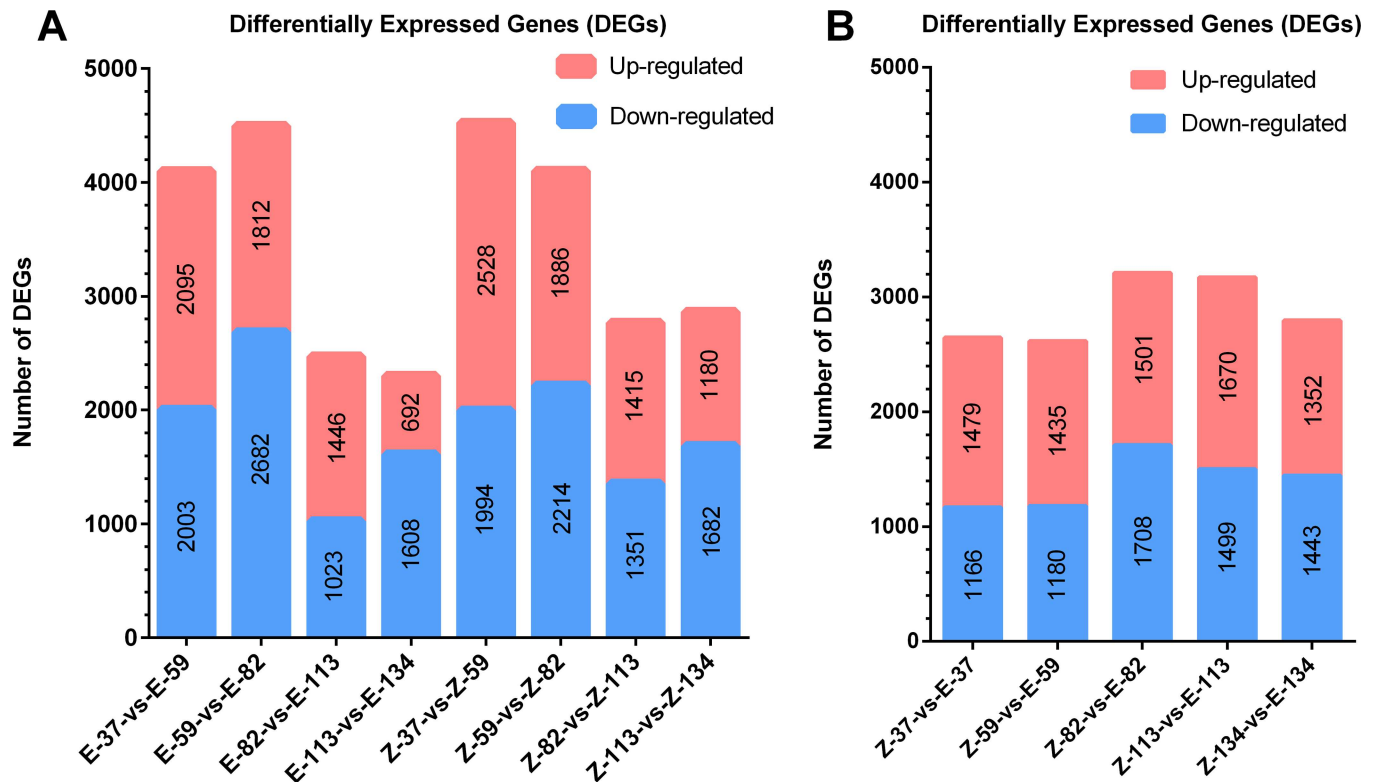 A
Differentially Expressed Genes (DEGs)
Up-regulated
Down-regulated
Number of DEGs
5000
4000
3000
2000
1000
0
2095
2003
1812
2682
1446
1023
692
1608
2528
1994
1886
2214
1415
1351
1180
1682
E-37-vs-E-59
E-59-vs-E-82
E-82-vs-E-113
E-113-vs-E-134
Z-37-vs-Z-59
Z-59-vs-Z-82
Z-82-vs-Z-113
Z-113-vs-Z-134
B
Differentially Expressed Genes (DEGs)
Up-regulated
Down-regulated
Number of DEGs
5000
4000
3000
2000
1000
0
1479
1166
1435
1180
1501
1708
1670
1499
1352
1443
Z-37-vs-E-37
Z-59-vs-E-59
Z-82-vs-E-82
Z-113-vs-E-113
Z-134-vs-E-134